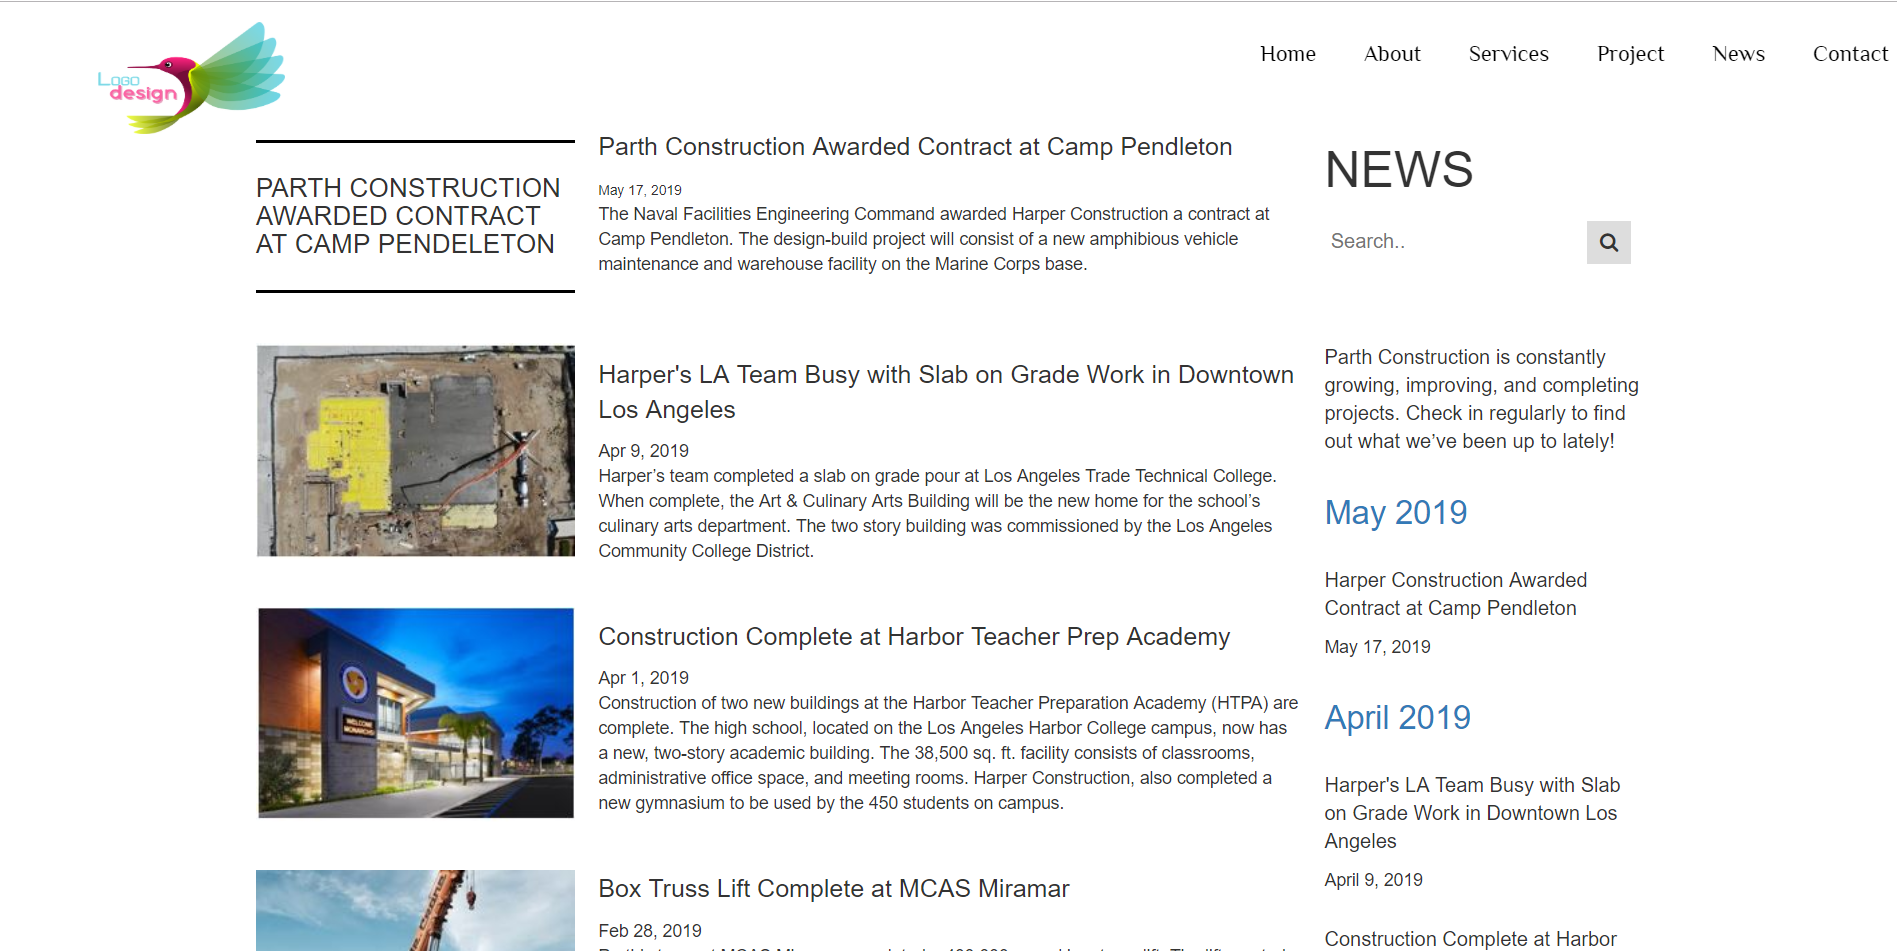 Logo
design
Home About Services Project News Contact
PARTH CONSTRUCTION
AWARDED CONTRACT
AT CAMP PENDELETON
Parth Construction Awarded Contract at Camp Pendleton
May 17, 2019
The Naval Facilities Engineering Command awarded Harper Construction a contract at
Camp Pendleton. The design-build project will consist of a new amphibious vehicle
maintenance and warehouse facility on the Marine Corps base.
Harper's LA Team Busy with Slab on Grade Work in Downtown
Los Angeles
Apr 9, 2019
Harper’s team completed a slab on grade pour at Los Angeles Trade Technical College.
When complete, the Art & Culinary Arts Building will be the new home for the school’s
culinary arts department. The two story building was commissioned by the Los Angeles
Community College District.
WELCOME
MONARCHS
Construction Complete at Harbor Teacher Prep Academy
Apr 1, 2019
Construction of two new buildings at the Harbor Teacher Preparation Academy (HTPA) are
complete. The high school, located on the Los Angeles Harbor College campus, now has
a new, two-story academic building. The 38,500 sq. ft. facility consists of classrooms,
administrative office space, and meeting rooms. Harper Construction, also completed a
new gymnasium to be used by the 450 students on campus.
Box Truss Lift Complete at MCAS Miramar
Feb 28, 2019
NEWS
Search..
Parth Construction is constantly
growing, improving, and completing
projects. Check in regularly to find
out what we’ve been up to lately!
May 2019
Harper Construction Awarded
Contract at Camp Pendleton
May 17, 2019
April 2019
Harper's LA Team Busy with Slab
on Grade Work in Downtown Los
Angeles
April 9, 2019
Construction Complete at Harbor